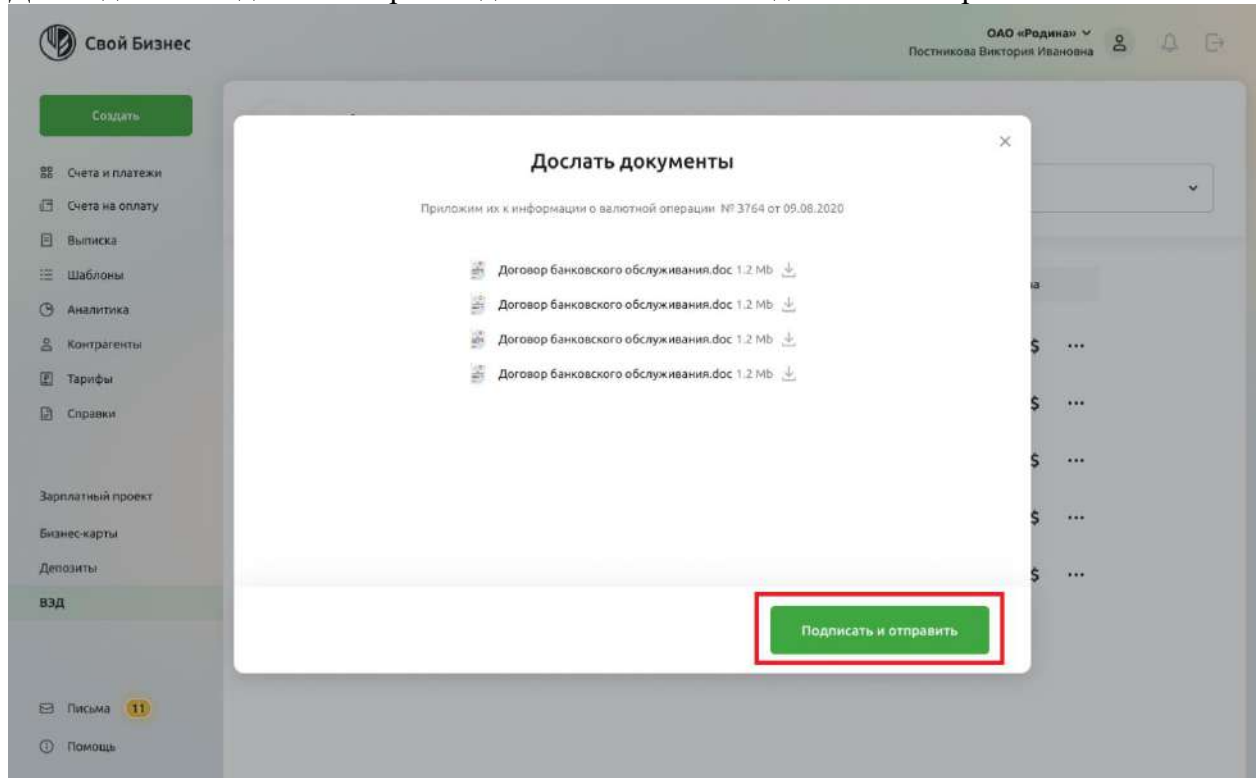 Свой Бизнес
ОАО «Родина»
Постникова Виктория Ивановна
Создать
Счета и платежи
Счета на оплату
Выписка
Шаблоны
Аналитика
Контрагенты
Тарифы
Справки
Зарплатный проект
Бизнес-карты
Депозиты
ВЭД
Письма 11
Помощь
Дослать документы
Приложим их к информации о валютной операции № 3764 от 09.08.2020
Договор банковского обслуживания.doc 1.2 Mb
Договор банковского обслуживания.doc 1.2 Mb
Договор банковского обслуживания.doc 1.2 Mb
Договор банковского обслуживания.doc 1.2 Mb
$ ...
$ ...
$ ...
$ ...
$ ...
Подписать и отправить